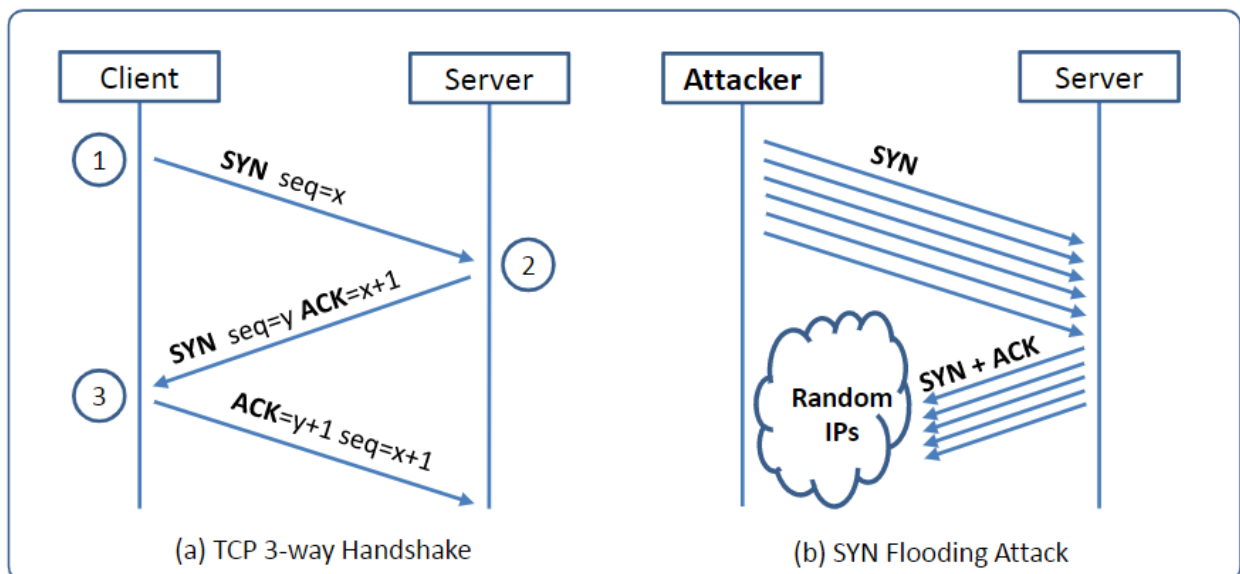 Client
Server
1
SYN seq=x
2
SYN seq=y ACK=x+1
3
ACK=y+1 seq=x+1
(a) TCP 3-way Handshake
Attacker
Server
SYN
SYN + ACK
Random
IPs
(b) SYN Flooding Attack